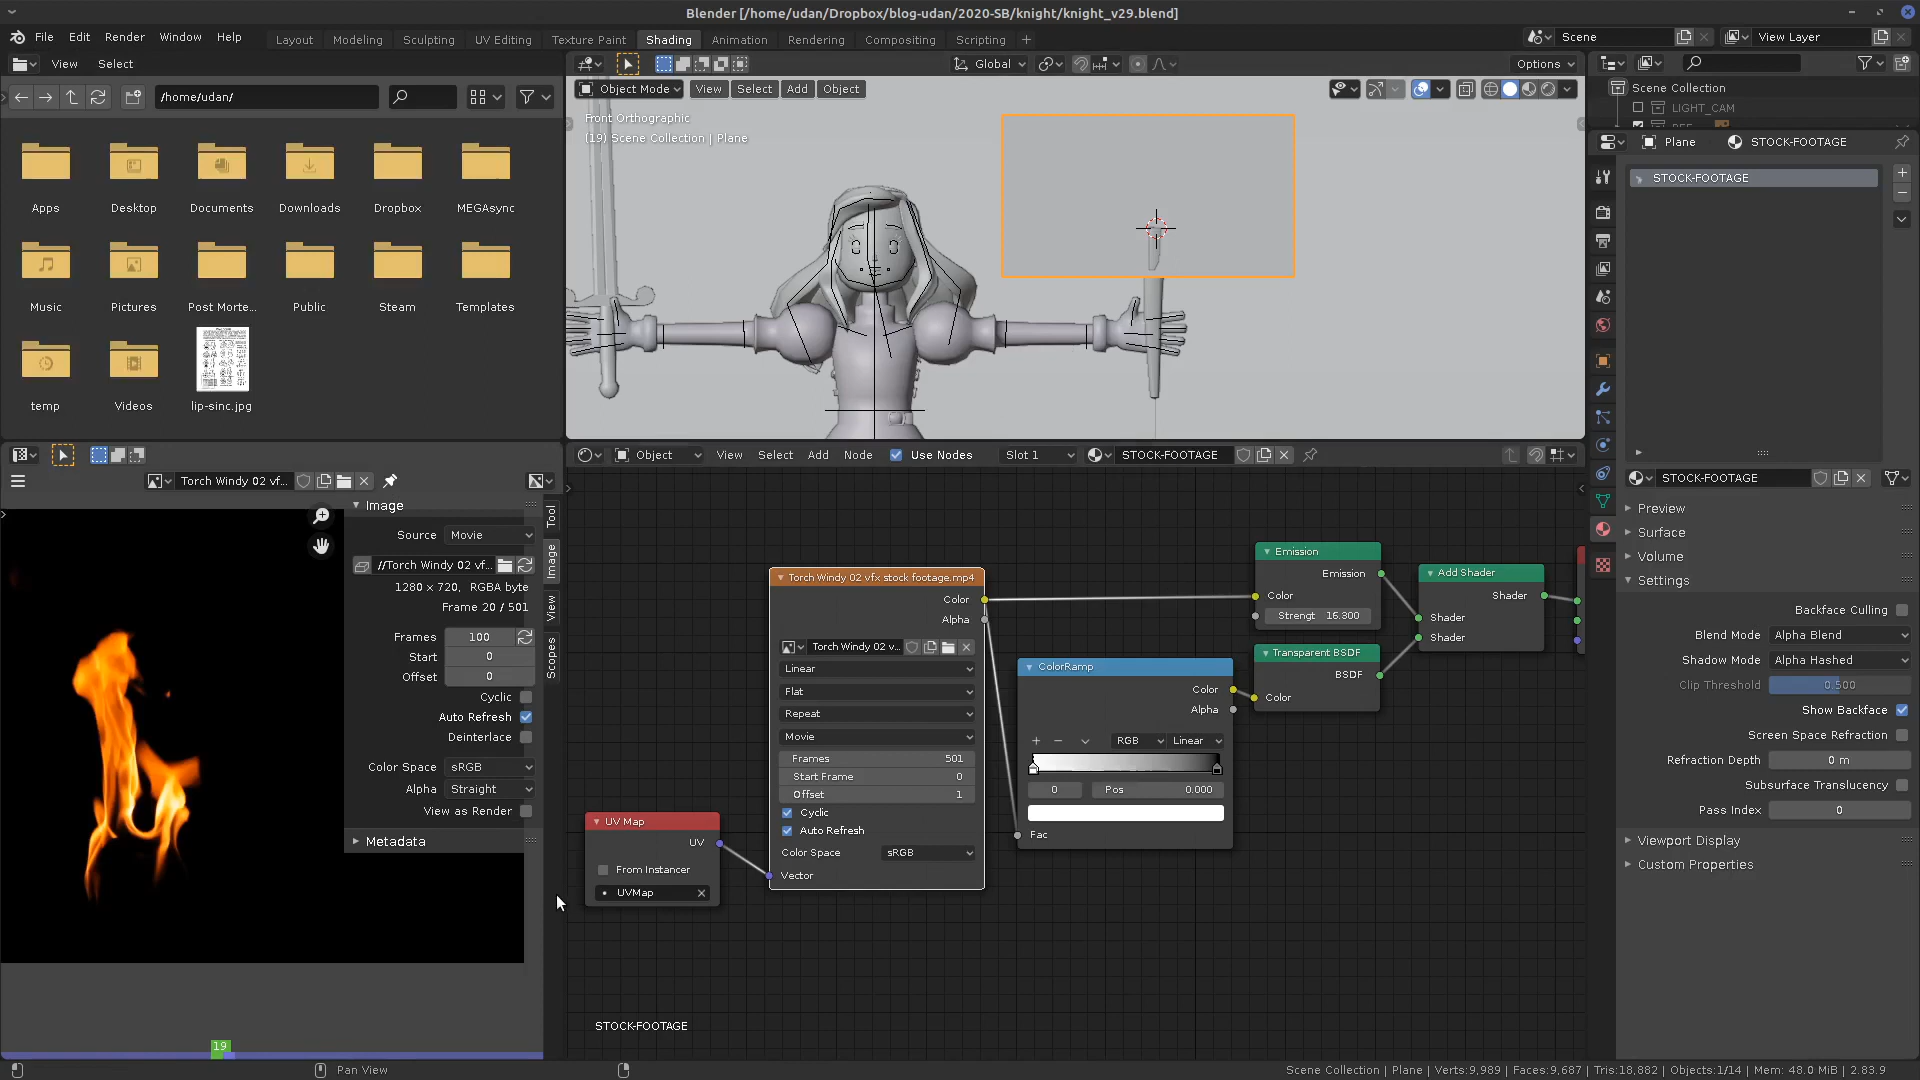 Blender [/home/udan/Dropbox/blog-udan/2020-SB/knight/knight_v29.blend]
File Edit Render Window Help Layout Modeling Sculpting UV Editing Texture Paint Shading Animation Rendering Compositing Scripting + Scene View Layer
View Select Global Options
/home/udan/ Object Mode View Select Add Object Scene Collection
LIGHT_CAM
Front Orthographic
(19) Scene Collection | Plane
Plane STOCK-FOOTAGE
STOCK-FOOTAGE
Apps Desktop Documents Downloads Dropbox MEGAsync
Music Pictures Post Morte... Public Steam Templates
temp Videos lip-sinc.jpg
Object View Select Add Node Use Nodes Slot 1 STOCK-FOOTAGE
Torch Windy 02 vf...
STOCK-FOOTAGE
Image
Source Movie
//Torch Windy 02 vf...
1280 × 720, RGBA byte
Frame 20 / 501
Frames 100
Start 0
Offset 0
Cyclic
Auto Refresh
Deinterlace
Color Space sRGB
Alpha Straight
View as Render
Metadata
Tool
Image
View
Scopes
19
UV Map
UV
From Instancer
UVMap
Torch Windy 02 vfx stock footage.mp4
Color
Alpha
Torch Windy 02 v...
Linear
Flat
Repeat
Movie
Frames 501
Start Frame 0
Offset 1
Cyclic
Auto Refresh
Color Space sRGB
Vector
ColorRamp
Color
Alpha
RGB Linear
0 Pos 0.000
Fac
Emission
Emission
Color
Strengt 16.300
Transparent BSDF
BSDF
Color
Add Shader
Shader
Shader
Shader
STOCK-FOOTAGE
Preview
Surface
Volume
Settings
Backface Culling
Blend Mode Alpha Blend
Shadow Mode Alpha Hashed
Clip Threshold 0.500
Show Backface
Screen Space Refraction
Refraction Depth 0 m
Subsurface Translucency
Pass Index 0
Viewport Display
Custom Properties
Pan View
Scene Collection | Plane | Verts:9,989 | Faces:9,687 | Tris:18,882 | Objects:1/14 | Mem: 48.0 MiB | 2.83.9